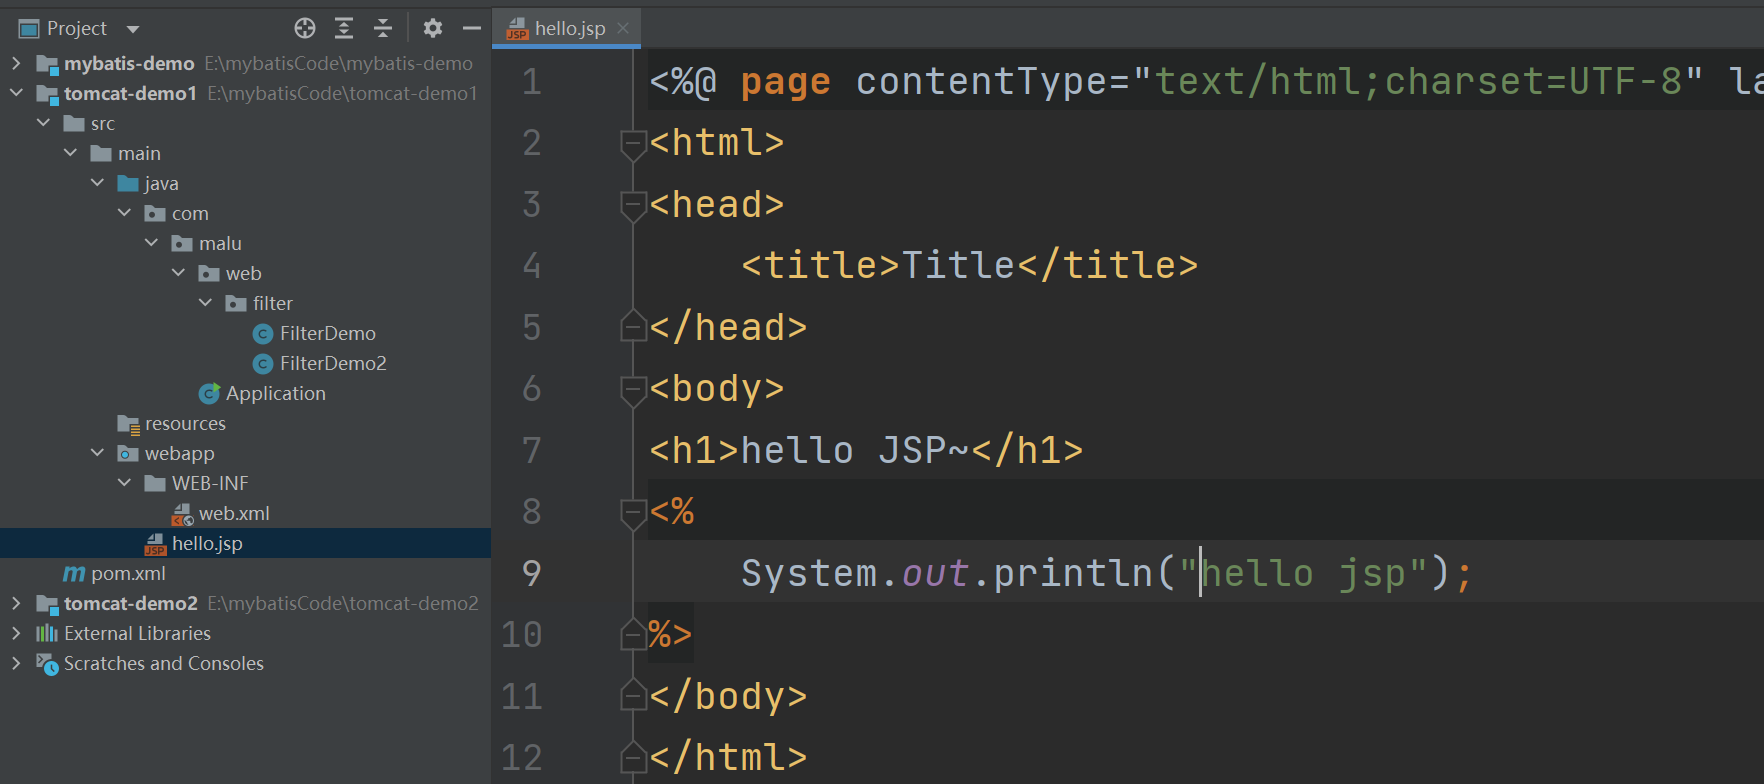 Project
mybatis-demo E:\mybatisCode\mybatis-demo
tomcat-demo1 E:\mybatisCode\tomcat-demo1
src
main
java
com
malu
web
filter
FilterDemo
FilterDemo2
Application
resources
webapp
WEB-INF
web.xml
hello.jsp
pom.xml
tomcat-demo2 E:\mybatisCode\tomcat-demo2
External Libraries
Scratches and Consoles
hello.jsp
1 <%@ page contentType="text/html;charset=UTF-8" la
2 <html>
3 <head>
4     <title>Title</title>
5 </head>
6 <body>
7 <h1>hello JSP~</h1>
8 <%
9     System.out.println("hello jsp");
10 %>
11 </body>
12 </html>